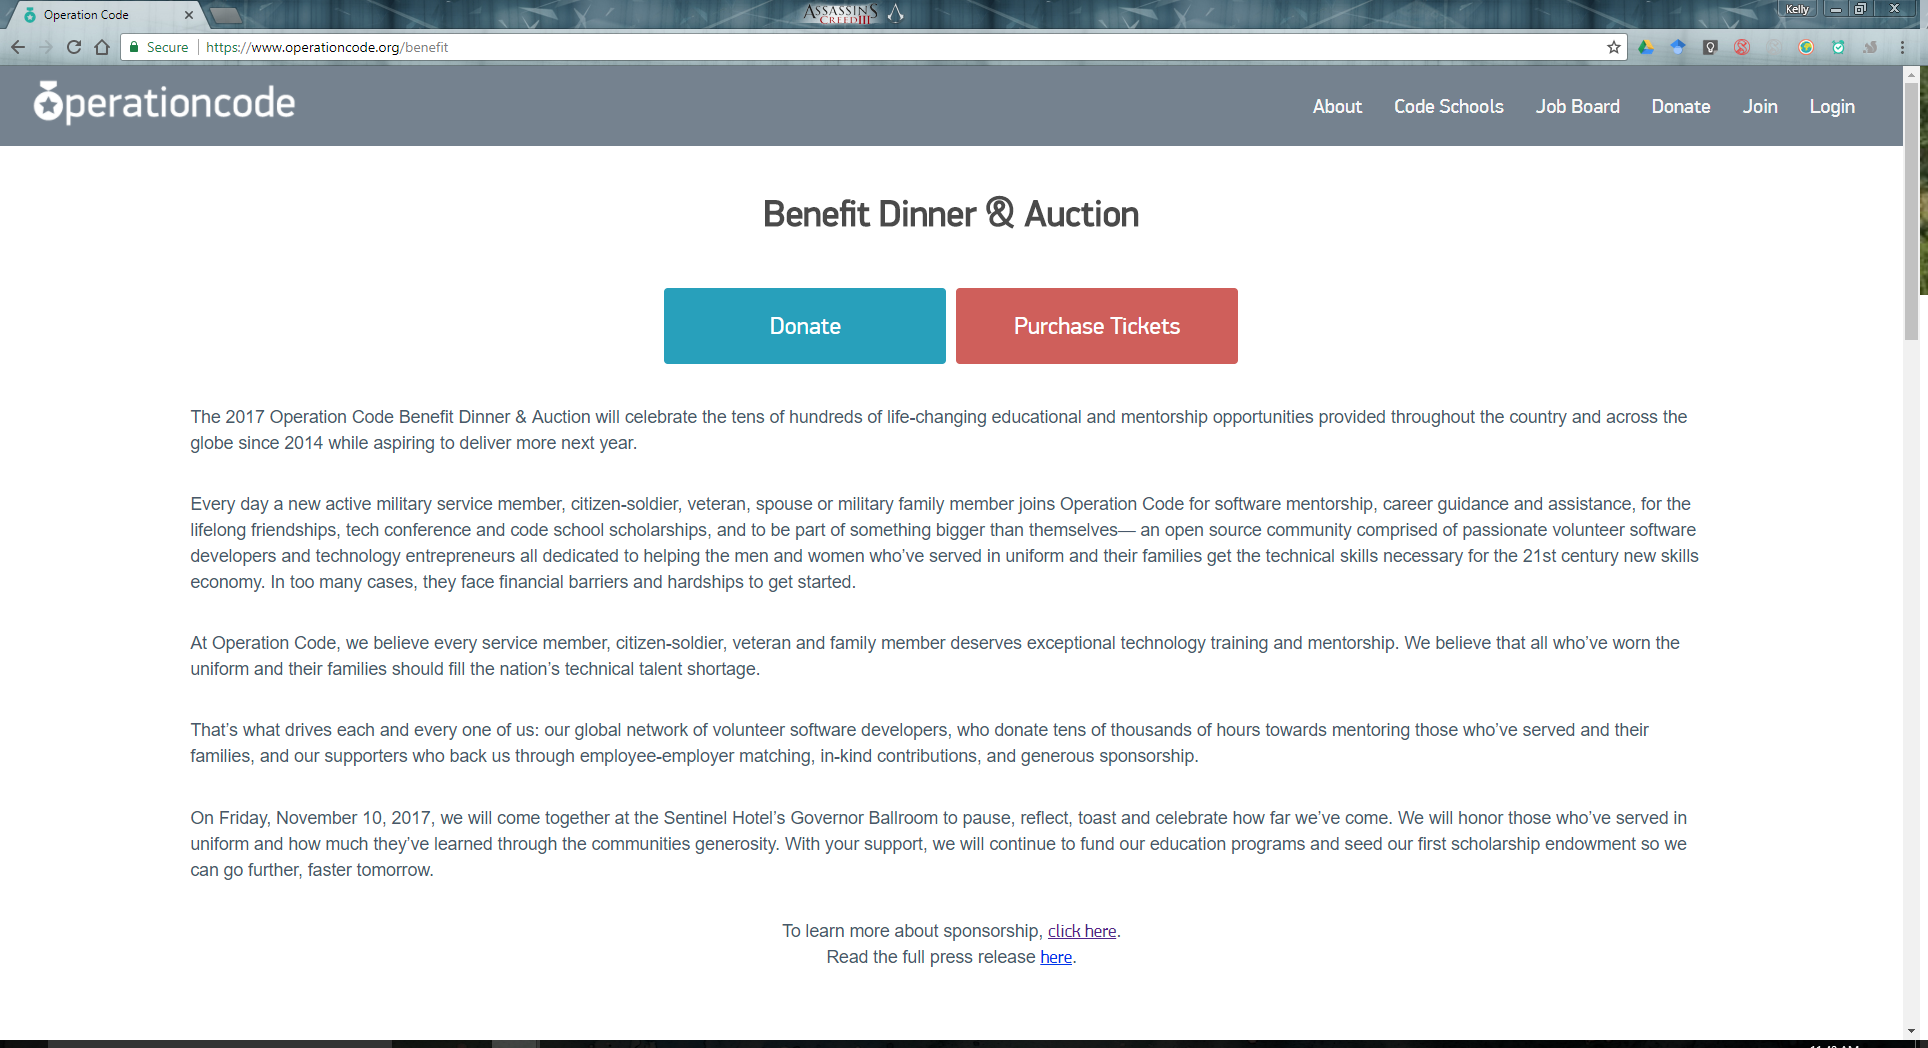 Operation Code
ASSASSIN'S
CREED III
Kelly
Secure
https://www.operationcode.org/benefit
operationcode
About
Code Schools
Job Board
Donate
Join
Login
Benefit Dinner & Auction
Donate
Purchase Tickets
The 2017 Operation Code Benefit Dinner & Auction will celebrate the tens of hundreds of life-changing educational and mentorship opportunities provided throughout the country and across the
globe since 2014 while aspiring to deliver more next year.
Every day a new active military service member, citizen-soldier, veteran, spouse or military family member joins Operation Code for software mentorship, career guidance and assistance, for the
lifelong friendships, tech conference and code school scholarships, and to be part of something bigger than themselves— an open source community comprised of passionate volunteer software
developers and technology entrepreneurs all dedicated to helping the men and women who’ve served in uniform and their families get the technical skills necessary for the 21st century new skills
economy. In too many cases, they face financial barriers and hardships to get started.
At Operation Code, we believe every service member, citizen-soldier, veteran and family member deserves exceptional technology training and mentorship. We believe that all who’ve worn the
uniform and their families should fill the nation’s technical talent shortage.
That’s what drives each and every one of us: our global network of volunteer software developers, who donate tens of thousands of hours towards mentoring those who’ve served and their
families, and our supporters who back us through employee-employer matching, in-kind contributions, and generous sponsorship.
On Friday, November 10, 2017, we will come together at the Sentinel Hotel’s Governor Ballroom to pause, reflect, toast and celebrate how far we’ve come. We will honor those who’ve served in
uniform and how much they’ve learned through the communities generosity. With your support, we will continue to fund our education programs and seed our first scholarship endowment so we
can go further, faster tomorrow.
To learn more about sponsorship, click here.
Read the full press release here.